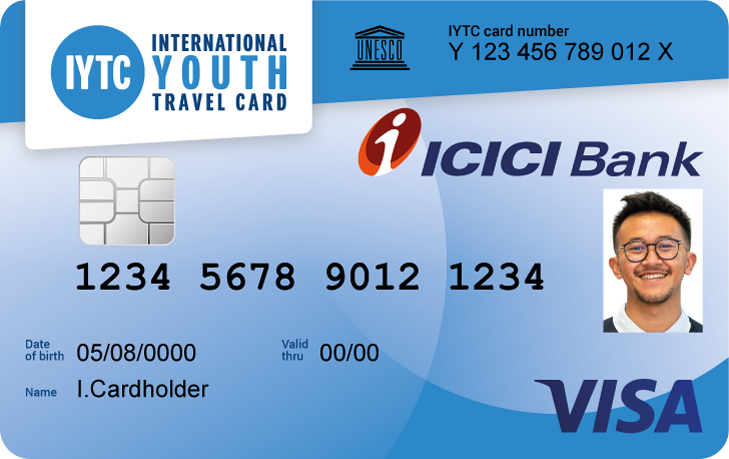 IYTC
INTERNATIONAL
YOUTH
TRAVEL CARD
UNESCO
IYTC card number
Y 123 456 789 012 X
i ICICI Bank
1234 5678 9012 1234
Date
of birth 05/08/0000
Valid
thru 00/00
Name I.Cardholder
VISA